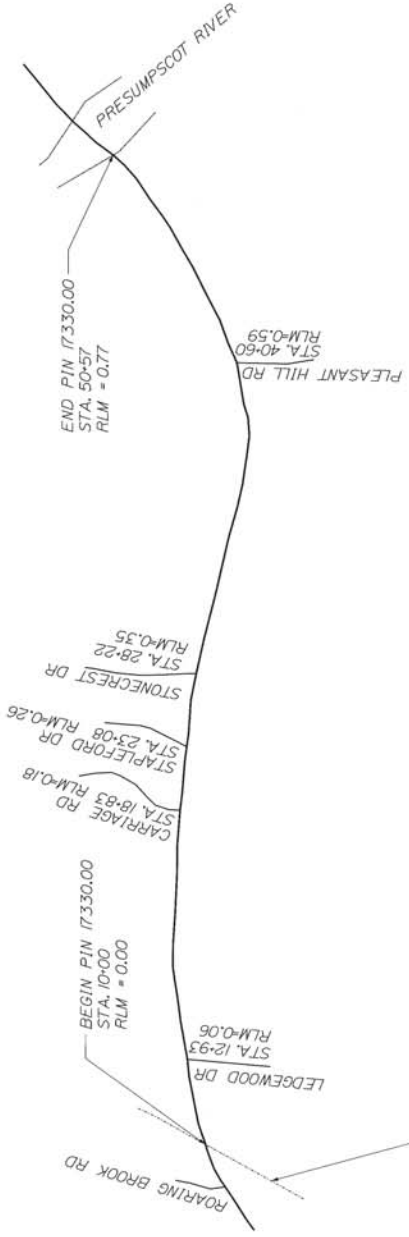 PRESUMPSCOT RIVER
END PIN 17330.00
STA. 50+57
RLM = 0.77
PLEASANT HILL RD
STA. 40+60
RLM=0.59
STONECREST DR
STA. 28+22
RLM=0.35
STAPLEFORD DR
STA. 23+08 RLM=0.26
CARRIAGE RD
STA. 18+83 RLM=0.18
BEGIN PIN 17330.00
STA. 10+00
RLM = 0.00
LEDGEWOOD DR
STA. 12+93
RLM=0.06
ROARING BROOK RD